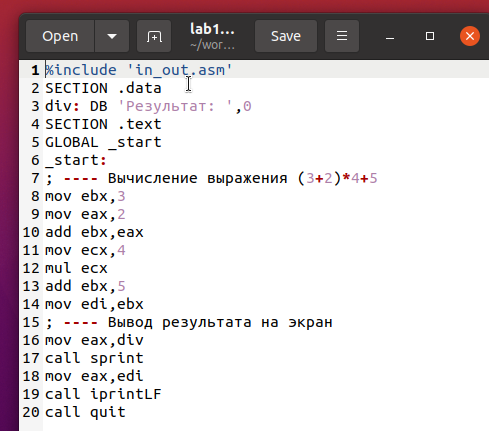 Open
lab1...
~/wor...
Save
1 %include 'in_out.asm'
2 SECTION .data
3 div: DB 'Результат: ',0
4 SECTION .text
5 GLOBAL _start
6 _start:
7 ; ---- Вычисление выражения (3+2)*4+5
8 mov ebx,3
9 mov eax,2
10 add ebx,eax
11 mov ecx,4
12 mul ecx
13 add ebx,5
14 mov edi,ebx
15 ; ---- Вывод результата на экран
16 mov eax,div
17 call sprint
18 mov eax,edi
19 call iprintLF
20 call quit